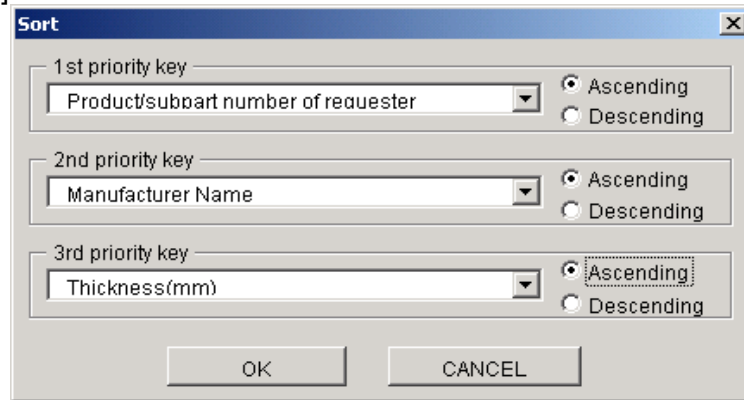 ]
Sort
1st priority key
Product/subpart number of requester
Ascending
Descending
2nd priority key
Manufacturer Name
Ascending
Descending
3rd priority key
Thickness(mm)
Ascending
Descending
OK CANCEL